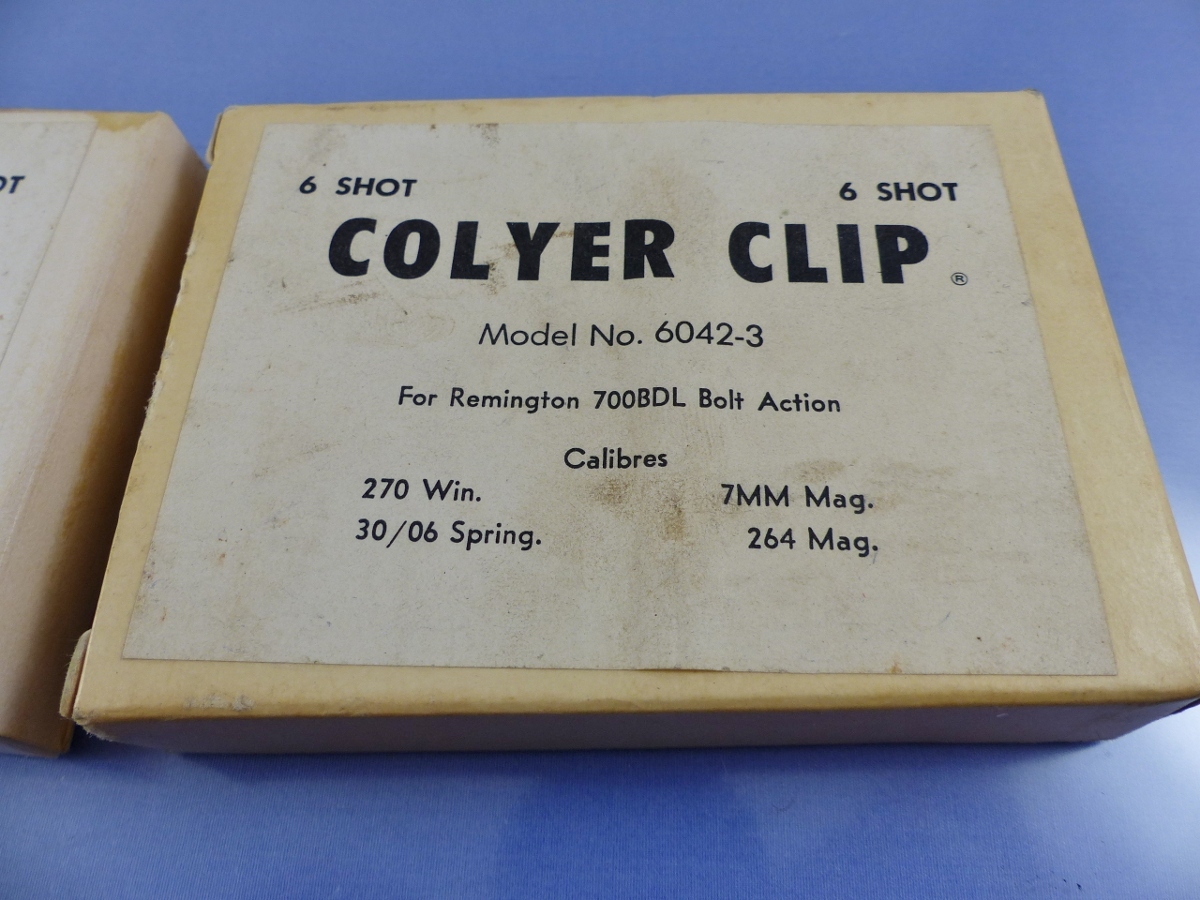 6 SHOT 6 SHOT
COLYER CLIP ®
Model No. 6042-3
For Remington 700BDL Bolt Action
Calibres
270 Win. 7MM Mag.
30/06 Spring. 264 Mag.